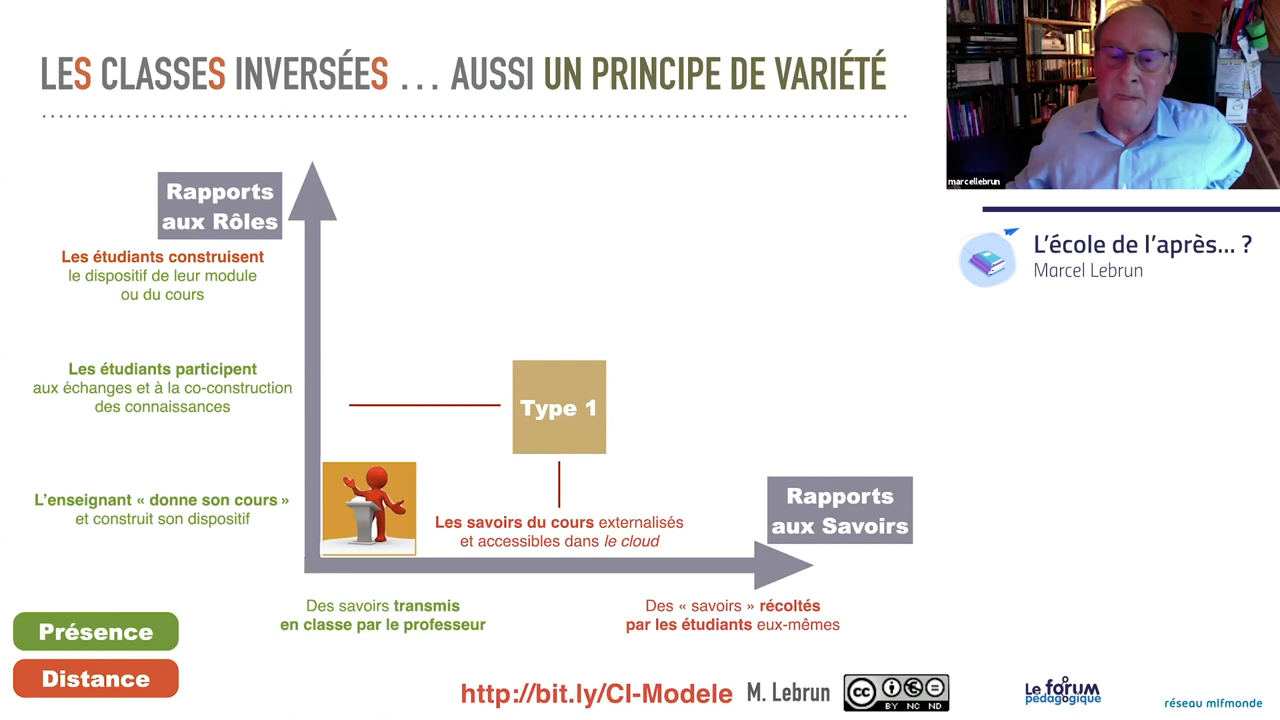 LES CLASSES INVERSÉES ... AUSSI UN PRINCIPE DE VARIÉTÉ
marcellebrun
L'école de l'après... ?
Marcel Lebrun
Rapports
aux Rôles
Les étudiants construisent
le dispositif de leur module
ou du cours
Les étudiants participent
aux échanges et à la co-construction
des connaissances
Type 1
L'enseignant « donne son cours »
et construit son dispositif
Les savoirs du cours externalisés
et accessibles dans le cloud
Rapports
aux Savoirs
Des savoirs transmis
en classe par le professeur
Des « savoirs » récoltés
par les étudiants eux-mêmes
Présence
Distance
http://bit.ly/CI-Modele M. Lebrun
cc
BY NC ND
Le forum
pédagogique
réseau mlfmonde